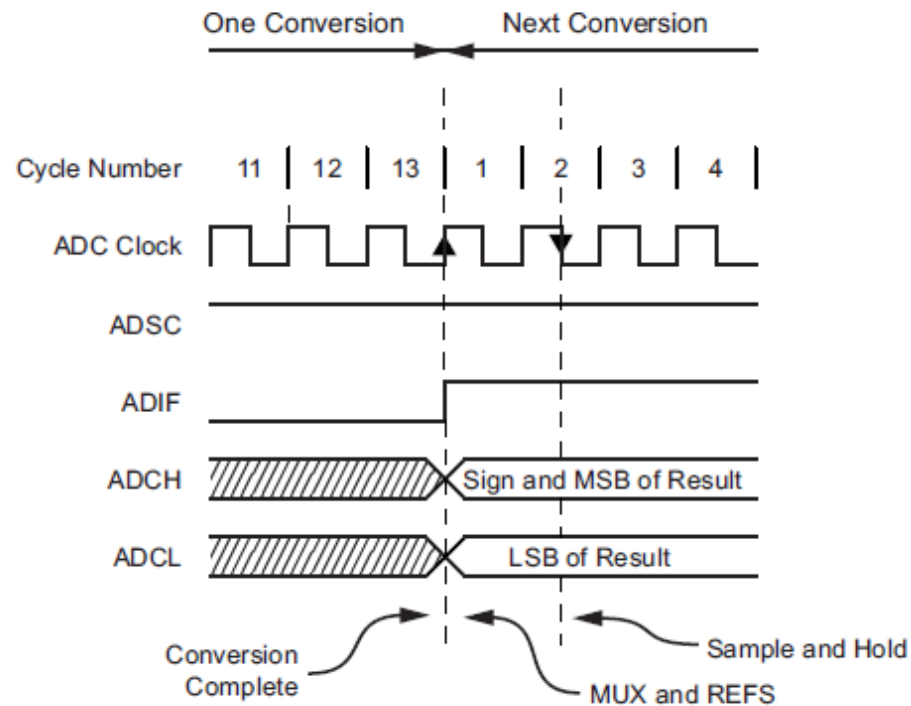 One Conversion Next Conversion
Cycle Number 11 12 13 1 2 3 4
ADC Clock
ADSC
ADIF
ADCH Sign and MSB of Result
ADCL LSB of Result
Conversion
Complete
MUX and REFS
Sample and Hold